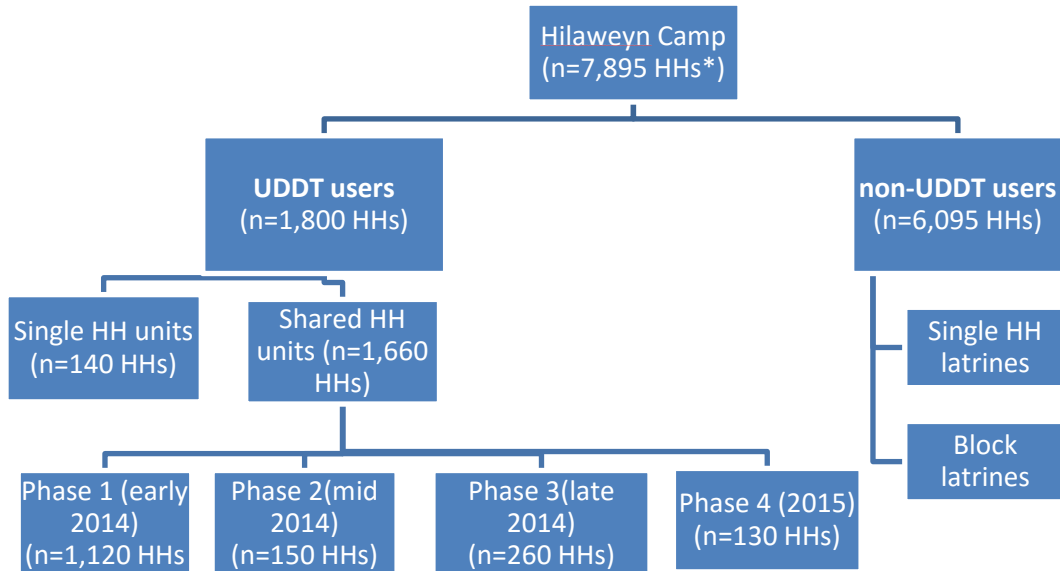 Hilaweyn Camp
(n=7,895 HHs*)
UDDT users
(n=1,800 HHs)
non-UDDT users
(n=6,095 HHs)
Single HH units
(n=140 HHs)
Shared HH
units (n=1,660
HHs)
Single HH
latrines
Block
latrines
Phase 1 (early
2014)
(n=1,120 HHs
Phase 2(mid
2014)
(n=150 HHs)
Phase 3(late
2014)
(n=260 HHs)
Phase 4 (2015)
(n=130 HHs)